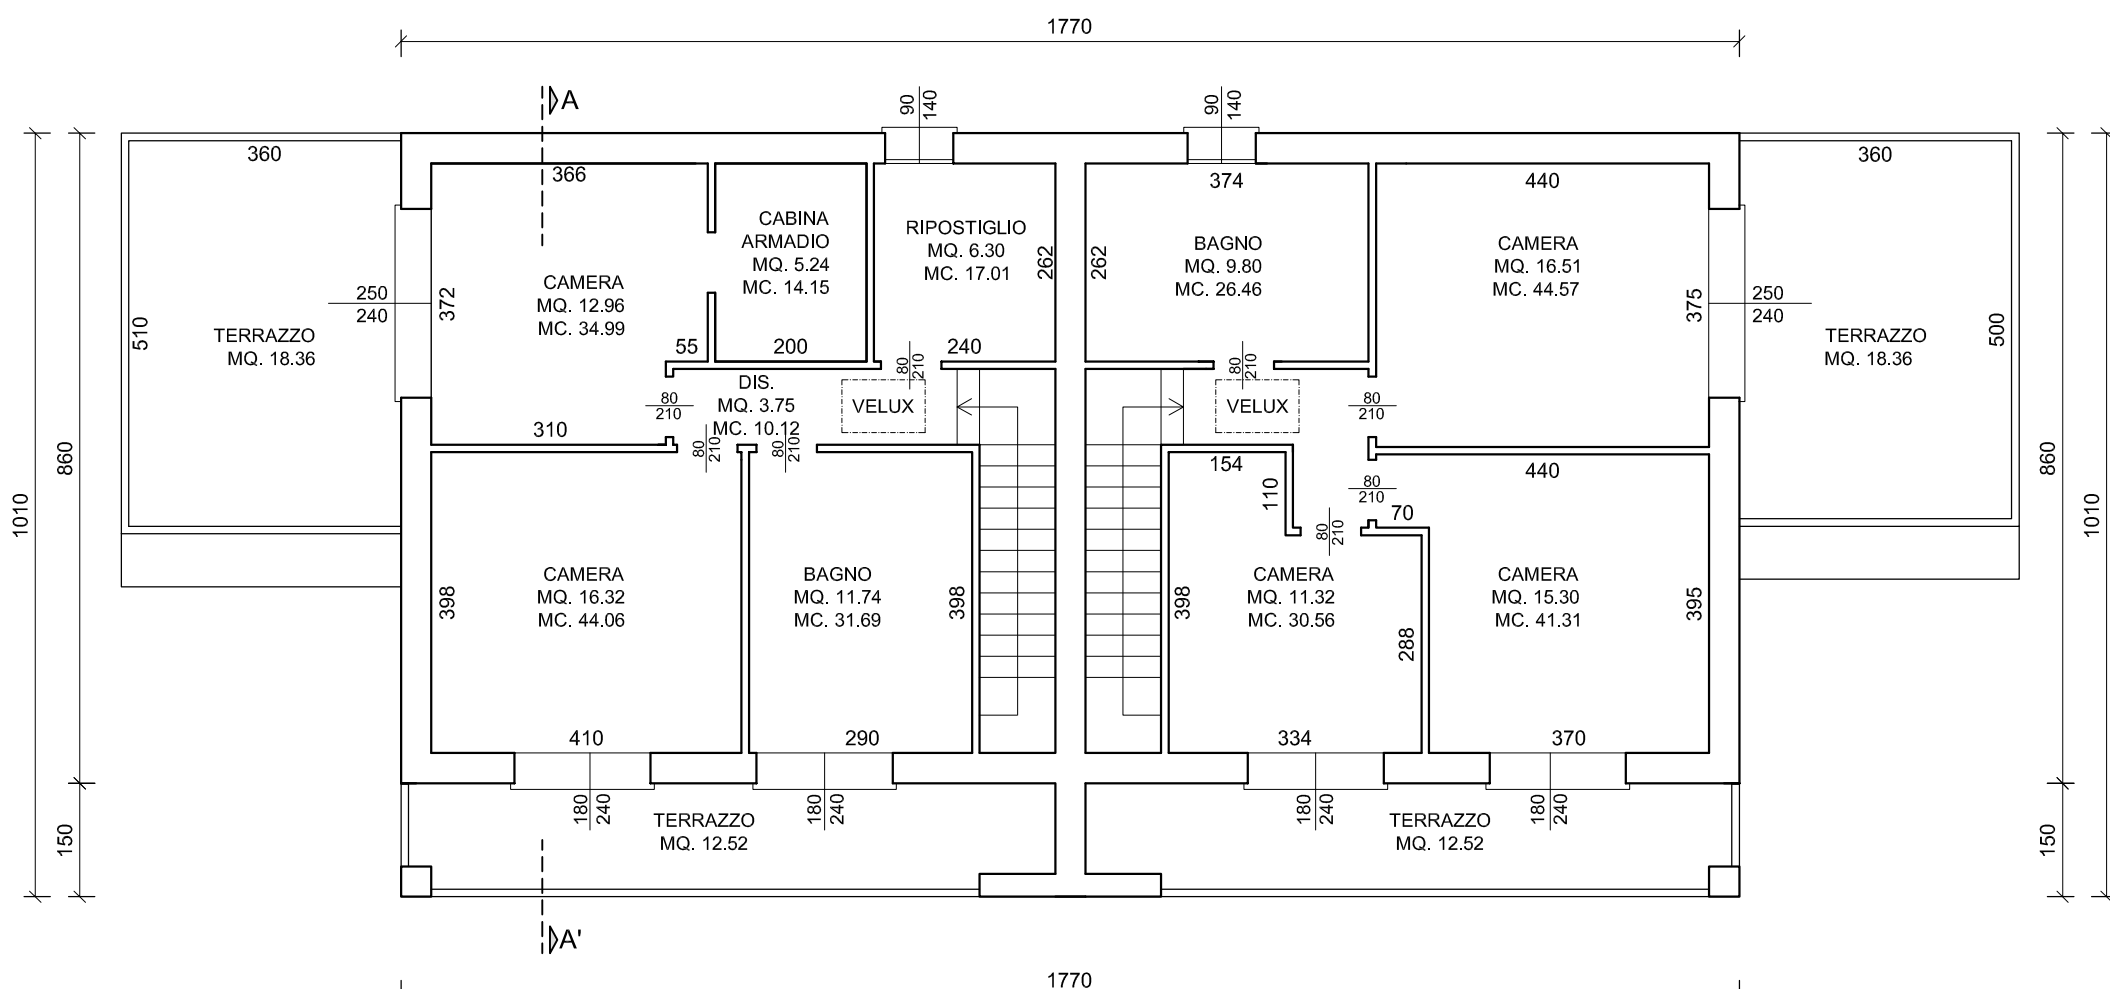 1770
A
90
140
90
140
360
366
374
440
360
CABINA
ARMADIO
MQ. 5.24
MC. 14.15
RIPOSTIGLIO
MQ. 6.30
MC. 17.01
262
262
BAGNO
MQ. 9.80
MC. 26.46
CAMERA
MQ. 16.51
MC. 44.57
CAMERA
MQ. 12.96
MC. 34.99
372
250
240
510
TERRAZZO
MQ. 18.36
375
250
240
TERRAZZO
MQ. 18.36
500
55
200
240
80
210
80
210
DIS.
MQ. 3.75
MC. 10.12
VELUX
VELUX
80
210
80
210
310
80
210
80
210
860
1010
154
110
440
80
210
70
80
210
860
1010
CAMERA
MQ. 16.32
MC. 44.06
398
BAGNO
MQ. 11.74
MC. 31.69
398
398
CAMERA
MQ. 11.32
MC. 30.56
288
CAMERA
MQ. 15.30
MC. 41.31
395
410
290
334
370
180
240
180
240
180
240
180
240
TERRAZZO
MQ. 12.52
TERRAZZO
MQ. 12.52
150
150
A'
1770